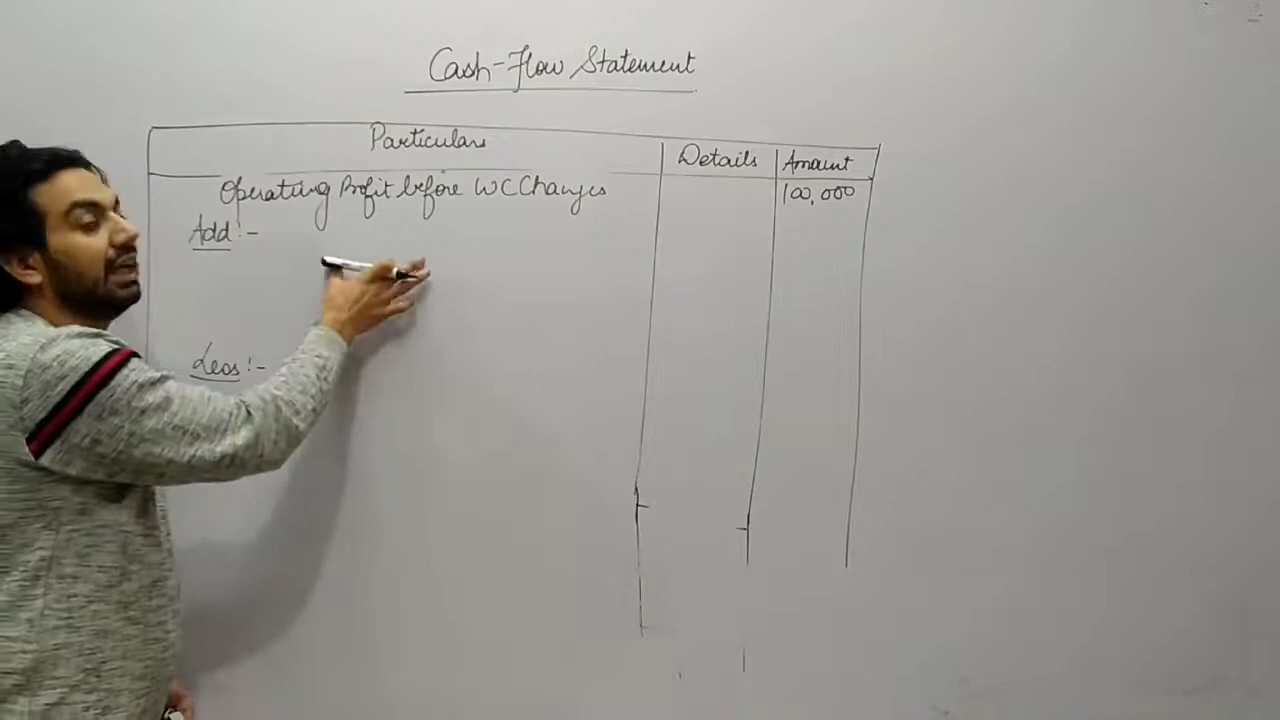 Cash-Flow Statement
Particulars Details Amount
Operating Profit before WC Changes 100,000
Add:-
Less:-